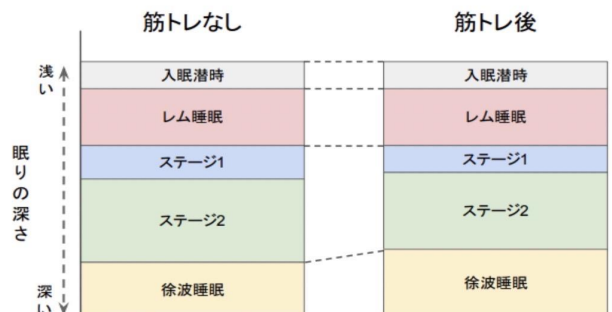 筋トレなし
筋トレ後
浅い
眠りの深さ
深い
入眠潜時
レム睡眠
ステージ1
ステージ2
徐波睡眠
入眠潜時
レム睡眠
ステージ1
ステージ2
徐波睡眠